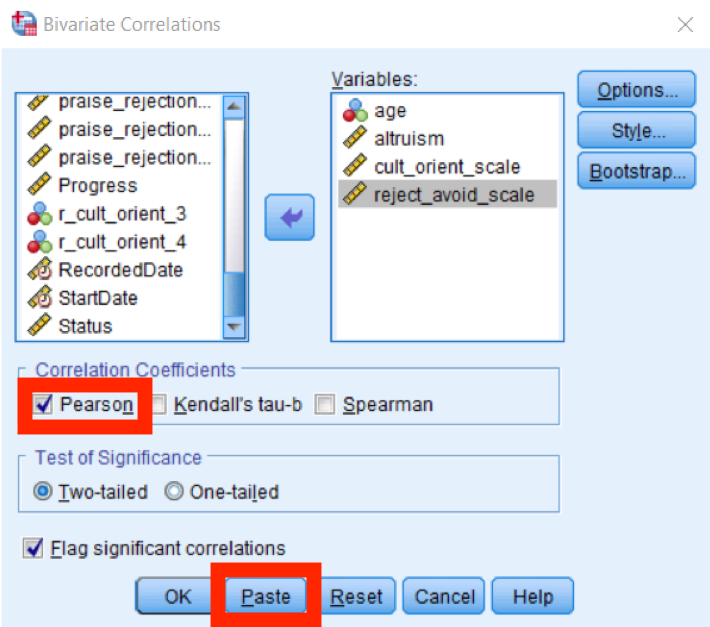 Bivariate Correlations
praise_rejection...
praise_rejection...
praise_rejection...
Progress
r_cult_orient_3
r_cult_orient_4
RecordedDate
StartDate
Status
Variables:
age
altruism
cult_orient_scale
reject_avoid_scale
Options...
Style...
Bootstrap...
Correlation Coefficients
Pearson Kendall's tau-b Spearman
Test of Significance
Two-tailed One-tailed
Flag significant correlations
OK Paste Reset Cancel Help